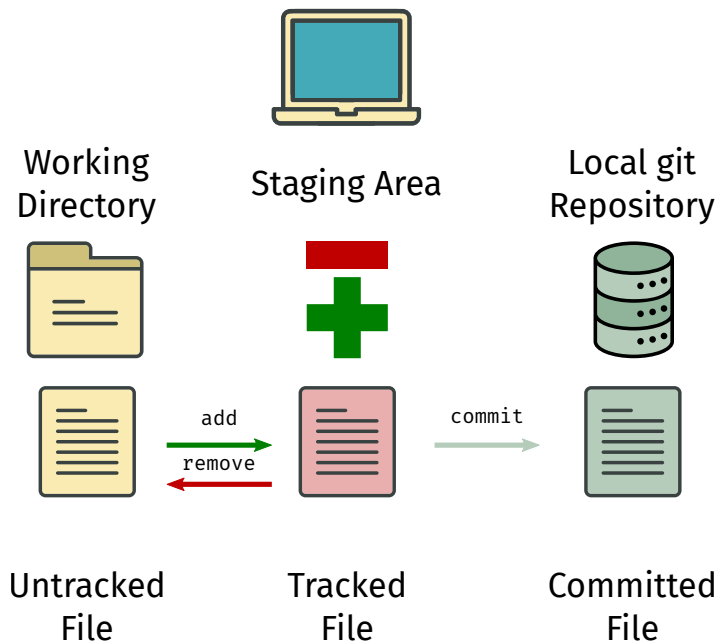 Working
Directory
Staging Area
Local git
Repository
add
remove
commit
Untracked
File
Tracked
File
Committed
File